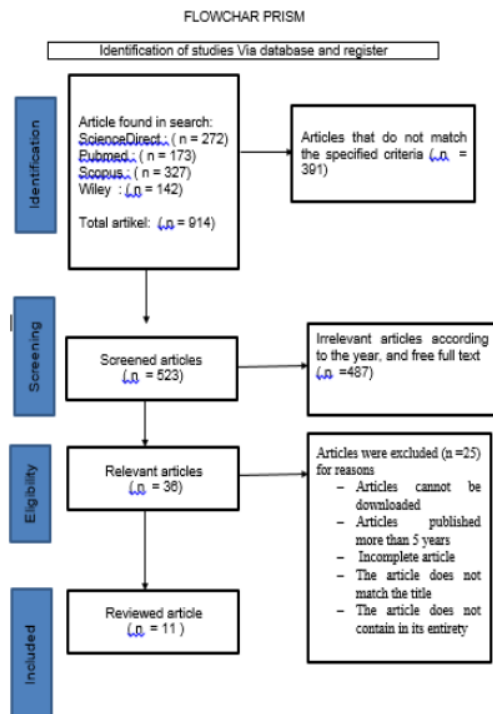 FLOWCHAR PRISM
Identification of studies Via database and register
Identification
Article found in search:
ScienceDirect.: ( n = 272)
Pubmed.: ( n = 173)
Scopus.: ( n = 327)
Wiley : ( n = 142)
Total artikel: ( n = 914)
Articles that do not match
the specified criteria ( n =
391)
Screening
Screened articles
( n = 523)
Irrelevant articles according
to the year, and free full text
( n =487)
Eligibility
Relevant articles
( n = 36)
Articles were excluded (n =25)
for reasons
– Articles cannot be
downloaded
– Articles published
more than 5 years
– Incomplete article
– The article does not
match the title
– The article does not
contain in its entirety
Included
Reviewed article
( n = 11 )